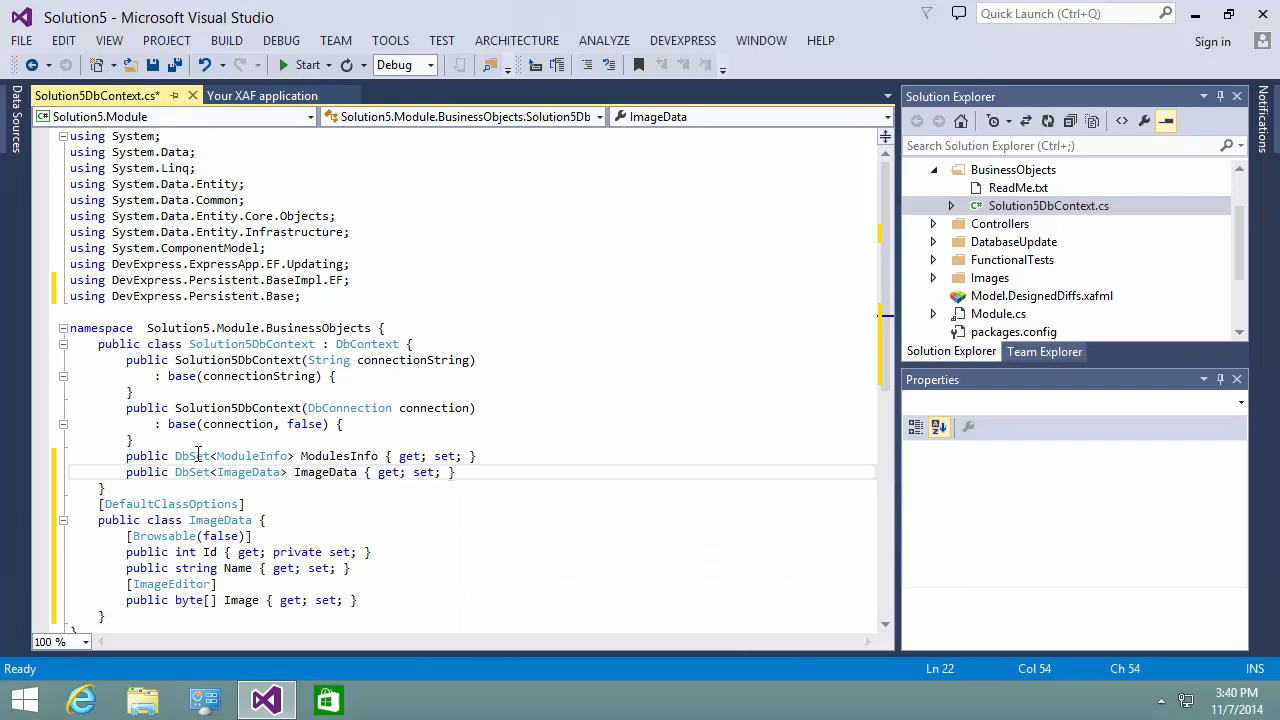 Solution5 - Microsoft Visual Studio
Quick Launch (Ctrl+Q)
FILE EDIT VIEW PROJECT BUILD DEBUG TEAM TOOLS TEST ARCHITECTURE ANALYZE DEVEXPRESS WINDOW HELP
Sign in
Start Debug
Data Sources
Solution5DbContext.cs* Your XAF application
Solution5.Module Solution5.Module.BusinessObjects.Solution5Db ImageData
using System;
using System.Data;
using System.Linq;
using System.Data.Entity;
using System.Data.Common;
using System.Data.Entity.Core.Objects;
using System.Data.Entity.Infrastructure;
using System.ComponentModel;
using DevExpress.ExpressApp.EF.Updating;
using DevExpress.Persistent.BaseImpl.EF;
using DevExpress.Persistent.Base;
namespace Solution5.Module.BusinessObjects {
public class Solution5DbContext : DbContext {
public Solution5DbContext(String connectionString)
: base(connectionString) {
}
public Solution5DbContext(DbConnection connection)
: base(connection, false) {
}
public DbSet<ModuleInfo> ModulesInfo { get; set; }
public DbSet<ImageData> ImageData { get; set; }
}
[DefaultClassOptions]
public class ImageData {
[Browsable(false)]
public int Id { get; private set; }
public string Name { get; set; }
[ImageEditor]
public byte[] Image { get; set; }
}
}
100 %
Solution Explorer
Search Solution Explorer (Ctrl+;)
BusinessObjects
ReadMe.txt
Solution5DbContext.cs
Controllers
DatabaseUpdate
FunctionalTests
Images
Model.DesignedDiffs.xafml
Module.cs
packages.config
Solution Explorer Team Explorer
Properties
Notifications
Ready Ln 22 Col 54 Ch 54 INS
3:40 PM
11/7/2014